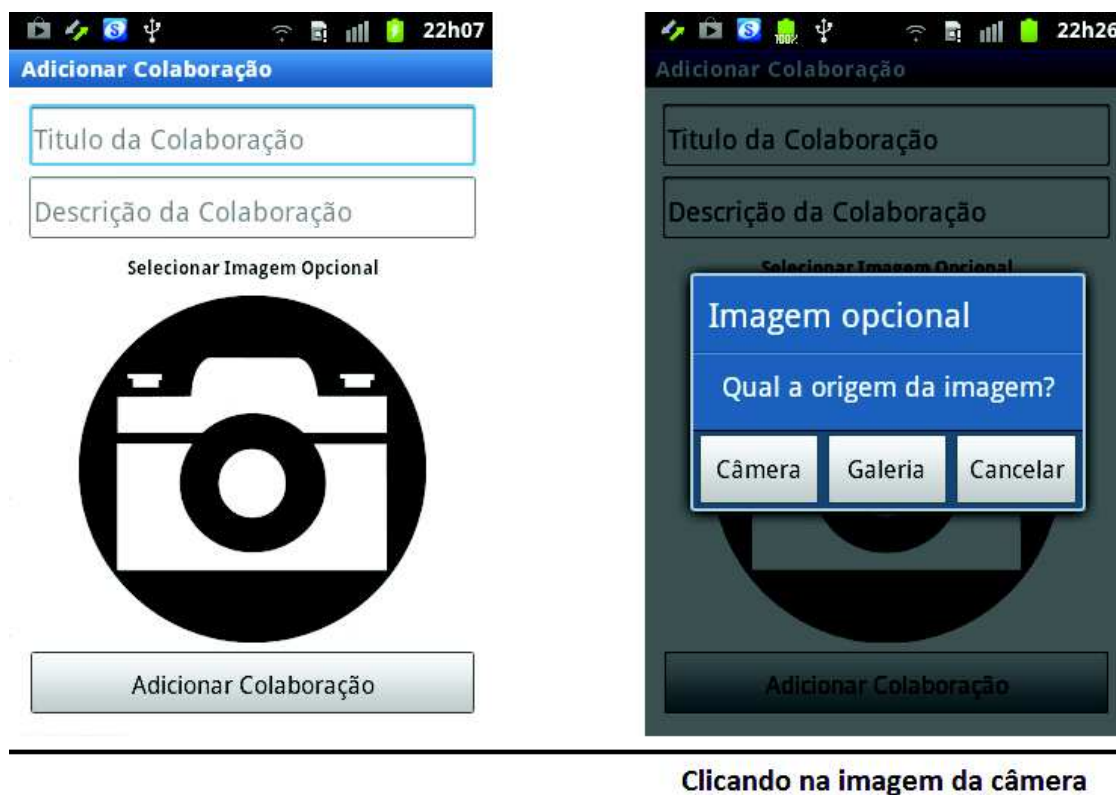 22h07
Adicionar Colaboração
Titulo da Colaboração
Descrição da Colaboração
Selecionar Imagem Opcional
Adicionar Colaboração
100%
22h26
Adicionar Colaboração
Titulo da Colaboração
Descrição da Colaboração
Selecionar Imagem Opcional
Imagem opcional
Qual a origem da imagem?
Câmera Galeria Cancelar
Adicionar Colaboração
Clicando na imagem da câmera